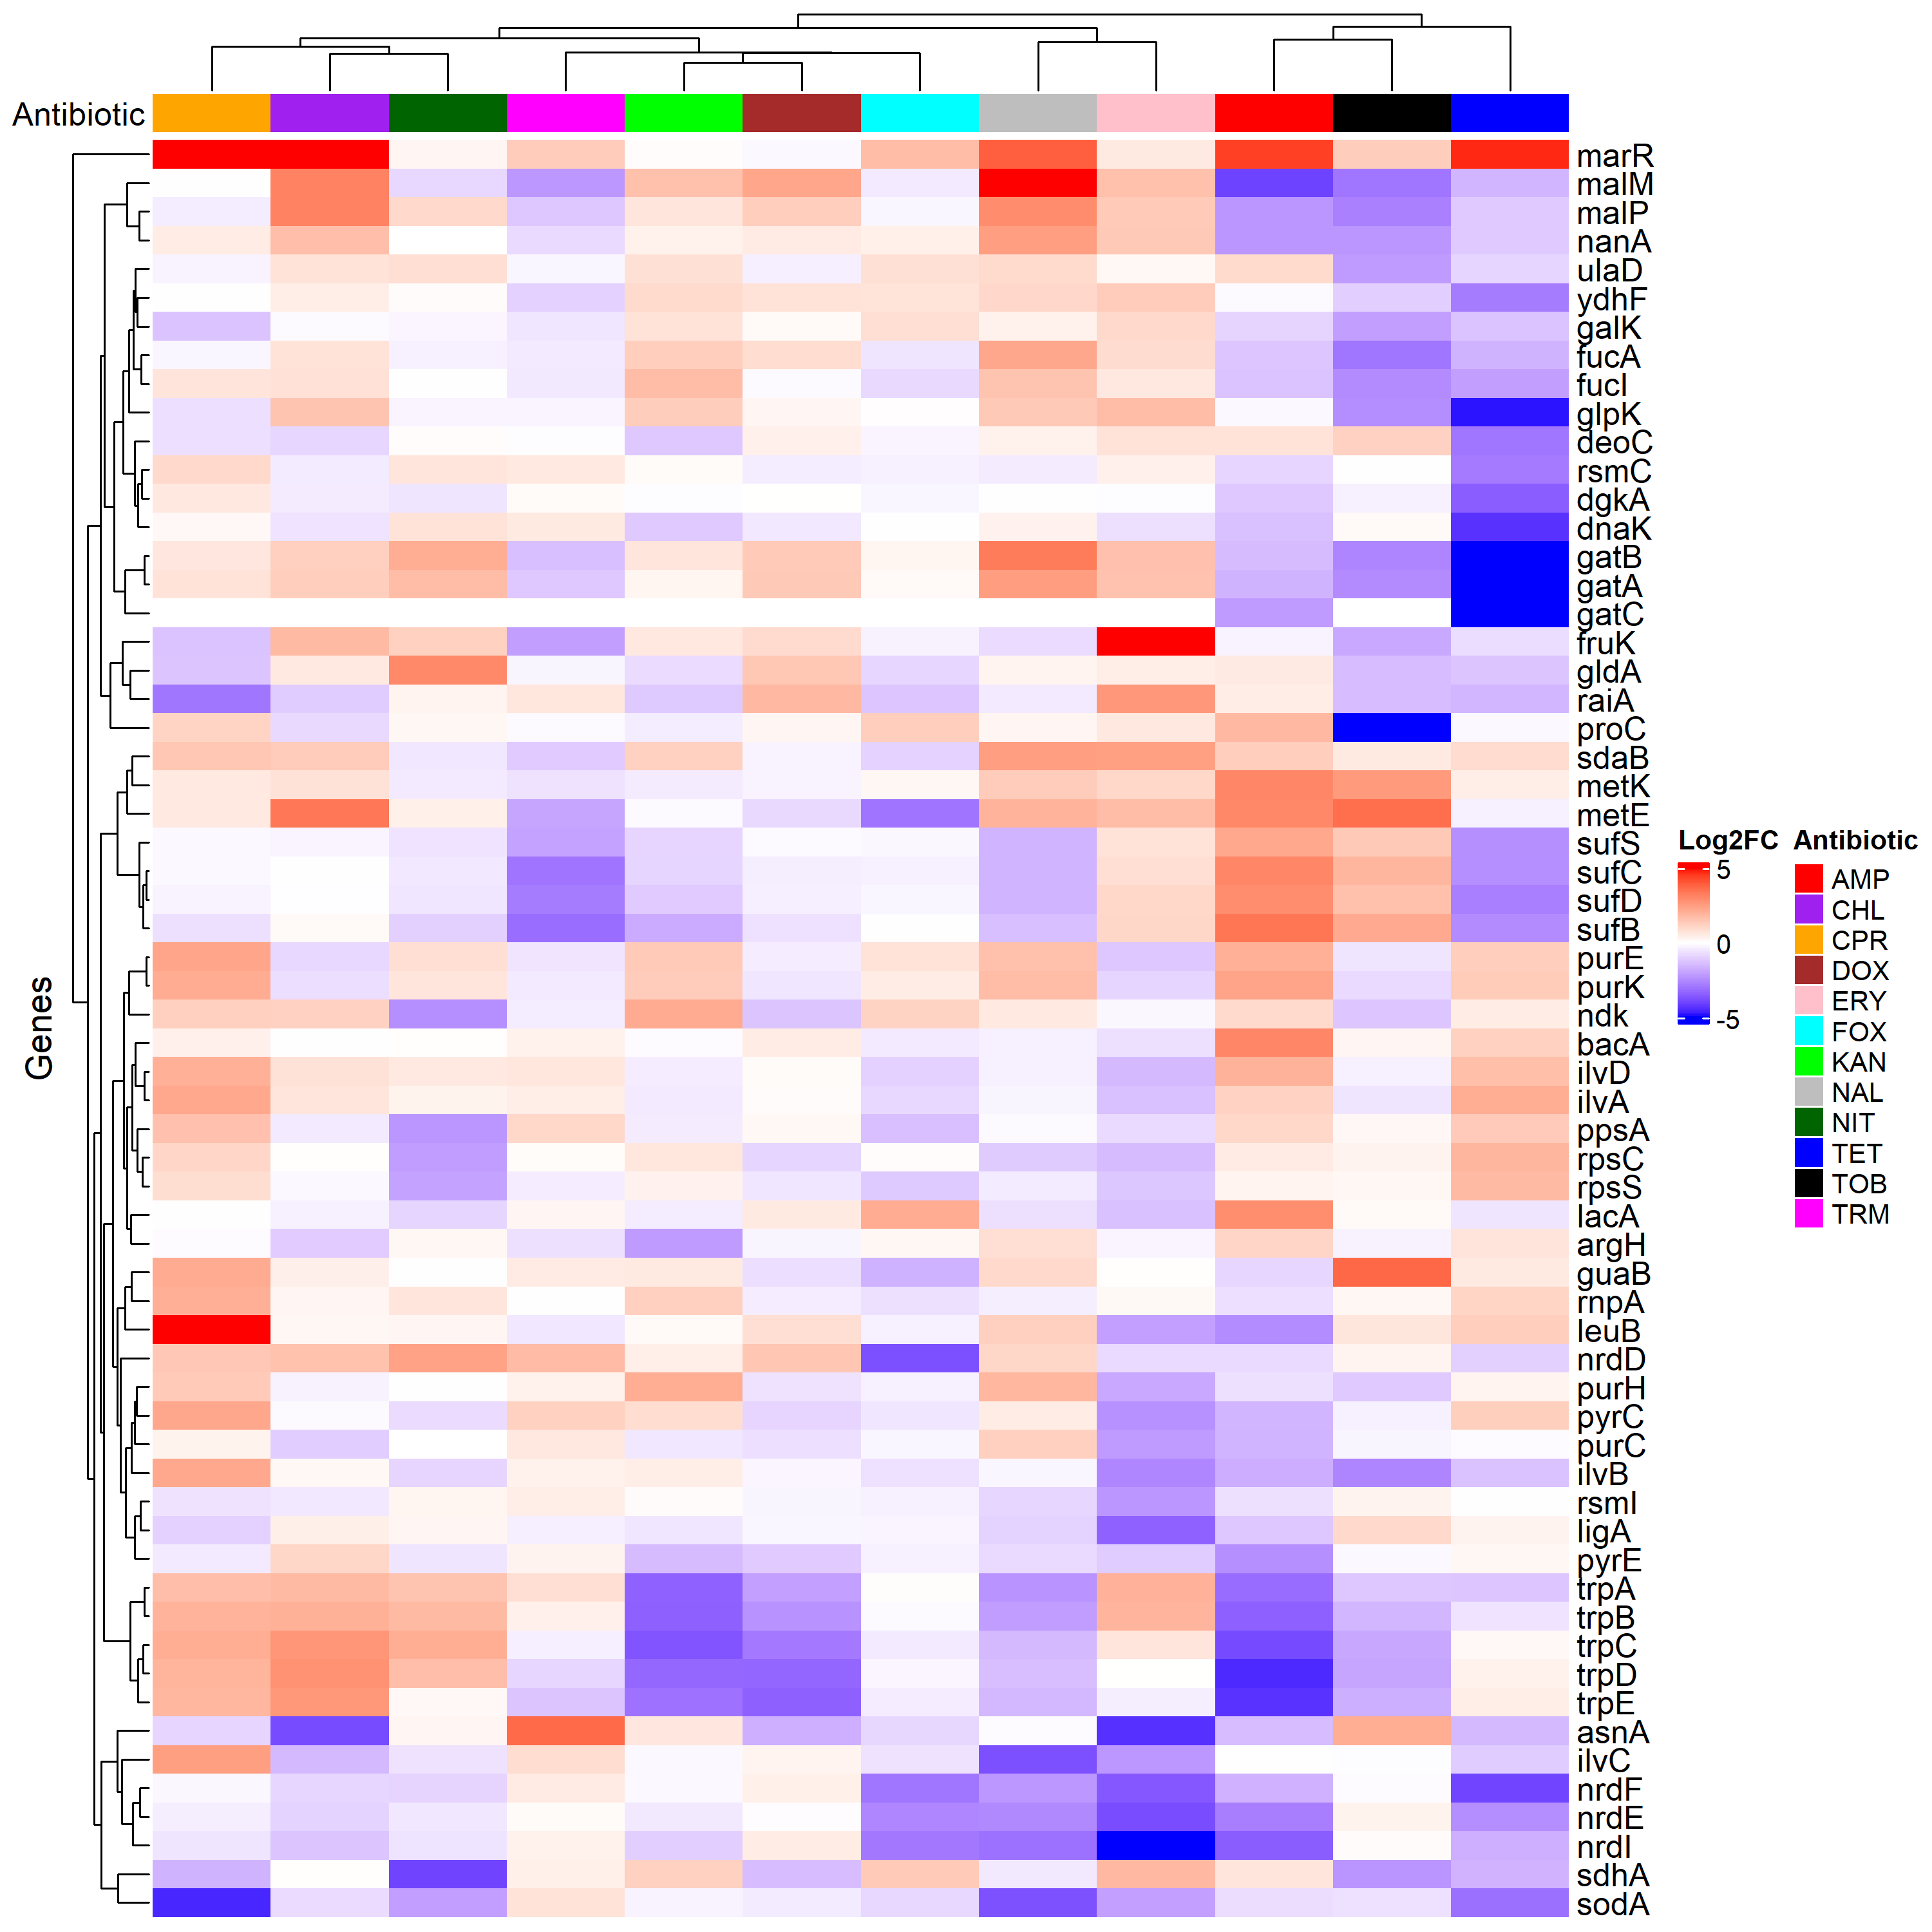 Antibiotic
marR
malM
malP
nanA
ulaD
ydhF
galK
fucA
fucI
glpK
deoC
rsmC
dgkA
dnaK
gatB
gatA
gatC
fruK
gldA
raiA
proC
sdaB
metK
metE
sufS
sufC
sufD
sufB
purE
purK
ndk
bacA
ilvD
ilvA
ppsA
rpsC
rpsS
lacA
argH
guaB
rnpA
leuB
nrdD
purH
pyrC
purC
ilvB
rsmI
ligA
pyrE
trpA
trpB
trpC
trpD
trpE
asnA
ilvC
nrdF
nrdE
nrdI
sdhA
sodA
Genes
Log2FC
5
0
-5
Antibiotic
AMP
CHL
CPR
DOX
ERY
FOX
KAN
NAL
NIT
TET
TOB
TRM